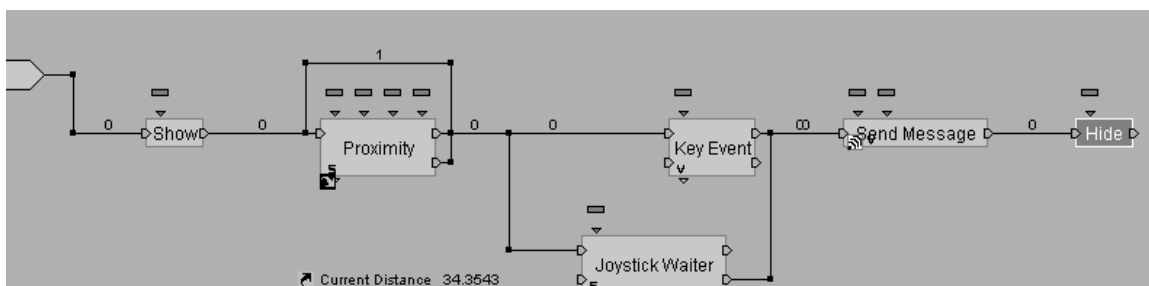 1
0
Show
0
Proximity
S
0
0
Key Event
V
00
Send Message
V
0
Hide
Joystick Waiter
Current Distance 34.3543